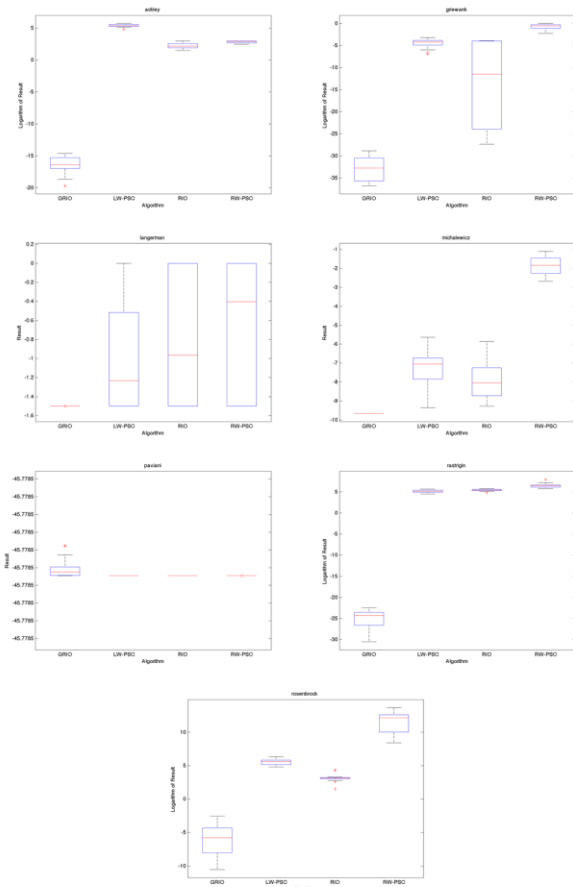 ackley
Logarithm of Result
5
0
-5
-10
-15
-20
GRIO LW-PSO RIO RW-PSO
Algorithm
griewank
Logarithm of Result
0
-5
-10
-15
-20
-25
-30
-35
GRIO LW-PSO RIO RW-PSO
Algorithm
langerman
Result
0.2
0
-0.2
-0.4
-0.6
-0.8
-1
-1.2
-1.4
-1.6
GRIO LW-PSO RIO RW-PSO
Algorithm
michalewicz
Result
-1
-2
-3
-4
-5
-6
-7
-8
-9
-10
GRIO LW-PSO RIO RW-PSO
Algorithm
paviani
Result
-45.7785
-45.7785
-45.7785
-45.7785
-45.7785
-45.7785
-45.7785
-45.7785
-45.7785
GRIO LW-PSO RIO RW-PSO
Algorithm
rastrigin
Logarithm of Result
5
0
-5
-10
-15
-20
-25
-30
GRIO LW-PSO RIO RW-PSO
Algorithm
rosenbrock
Logarithm of Result
10
5
0
-5
-10
GRIO LW-PSO RIO RW-PSO